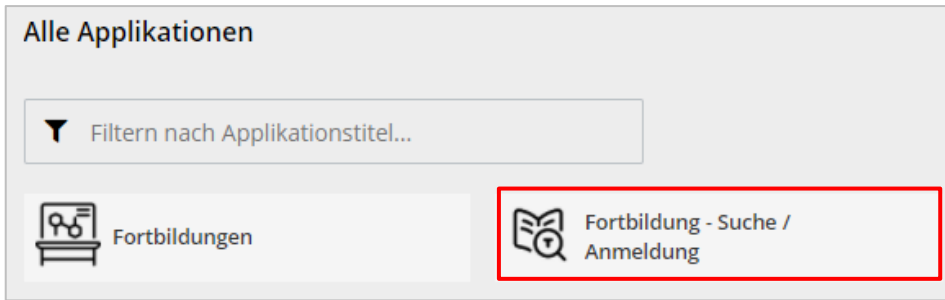 Alle Applikationen
Filtern nach Applikationstitel...
Fortbildungen
Fortbildung - Suche /
Anmeldung